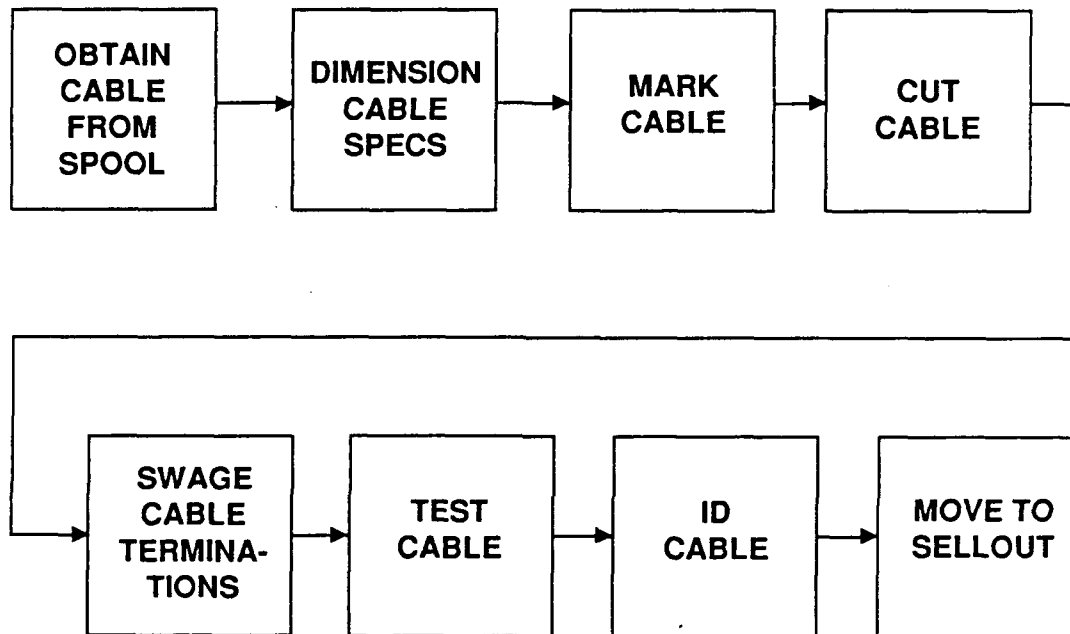 OBTAIN
CABLE
FROM
SPOOL
DIMENSION
CABLE
SPECS
MARK
CABLE
CUT
CABLE
SWAGE
CABLE
TERMINA-
TIONS
TEST
CABLE
ID
CABLE
MOVE TO
SELLOUT